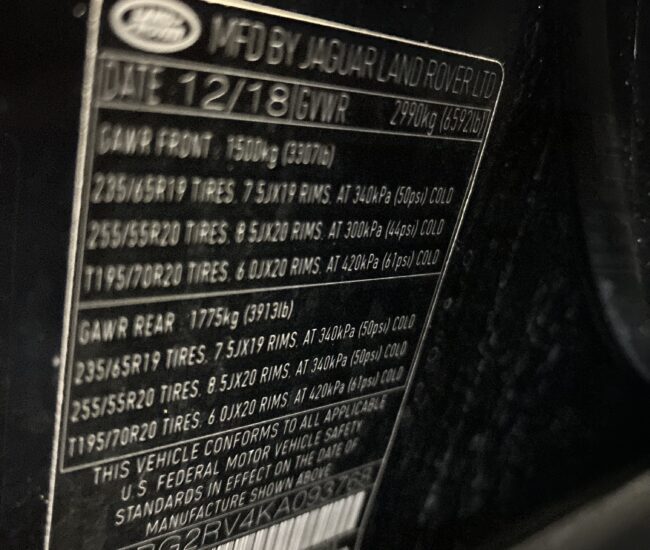 LAND
ROVER
MFD BY JAGUAR LAND ROVER LTD
DATE 12/18 GVWR 2990kg (6592lb)
GAWR FRONT 1500kg (3307lb)
235/65R19 TIRES, 7.5JX19 RIMS, AT 340kPa (50psi) COLD
255/55R20 TIRES, 8.5JX20 RIMS, AT 300kPa (44psi) COLD
T195/70R20 TIRES, 6.0JX20 RIMS, AT 420kPa (61psi) COLD
GAWR REAR 1775kg (3913lb)
235/65R19 TIRES, 7.5JX19 RIMS, AT 340kPa (50psi) COLD
255/55R20 TIRES, 8.5JX20 RIMS, AT 340kPa (50psi) COLD
T195/70R20 TIRES, 6.0JX20 RIMS, AT 420kPa (61psi) COLD
THIS VEHICLE CONFORMS TO ALL APPLICABLE
U.S. FEDERAL MOTOR VEHICLE SAFETY
STANDARDS IN EFFECT ON THE DATE OF
MANUFACTURE SHOWN ABOVE